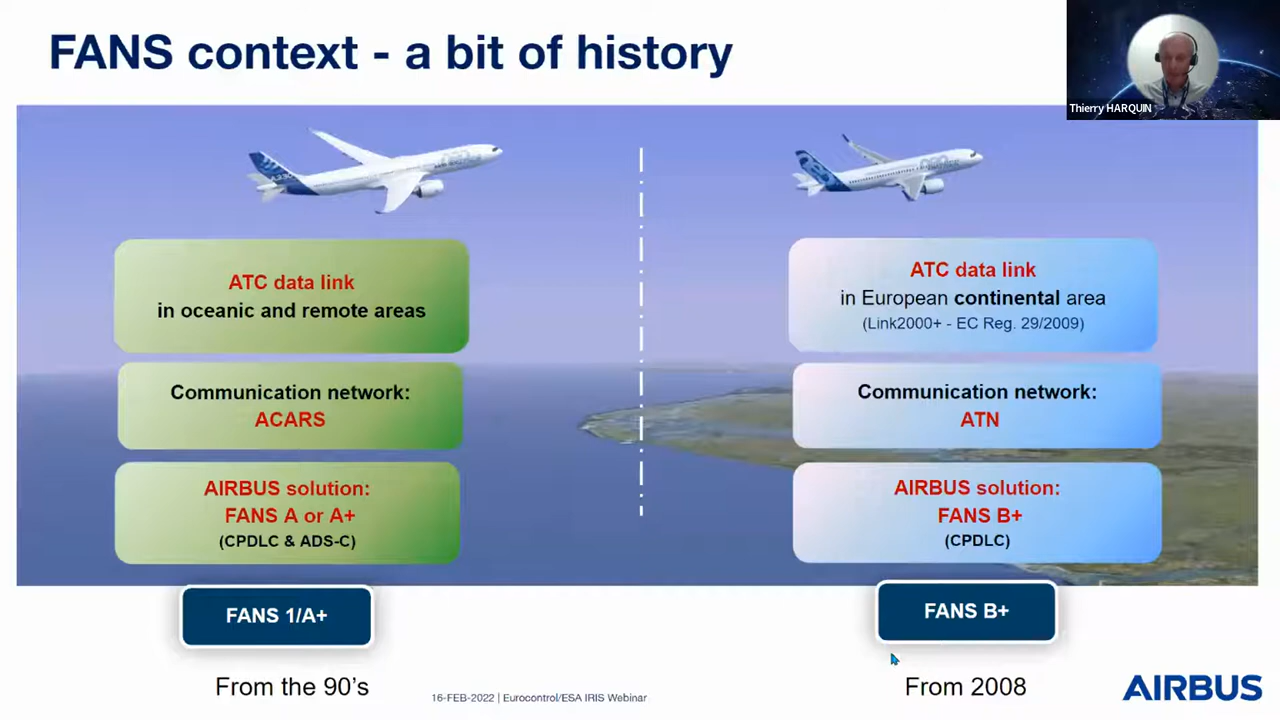 FANS context - a bit of history
Thierry HARQUIN
ATC data link
in oceanic and remote areas
Communication network:
ACARS
AIRBUS solution:
FANS A or A+
(CPDLC & ADS-C)
FANS 1/A+
From the 90's
ATC data link
in European continental area
(Link2000+ - EC Reg. 29/2009)
Communication network:
ATN
AIRBUS solution:
FANS B+
(CPDLC)
FANS B+
From 2008
16-FEB-2022 | Eurocontrol/ESA IRIS Webinar
AIRBUS